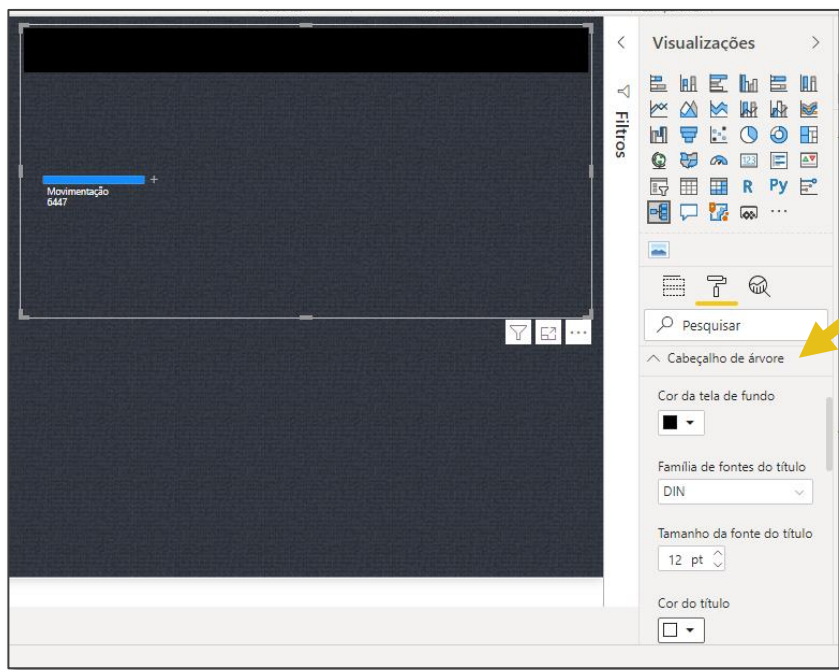 Movimentação
6447
Filtros
Visualizações
123
R
Py
Pesquisar
Cabeçalho de árvore
Cor da tela de fundo
Família de fontes do título
DIN
Tamanho da fonte do título
12 pt
Cor do título